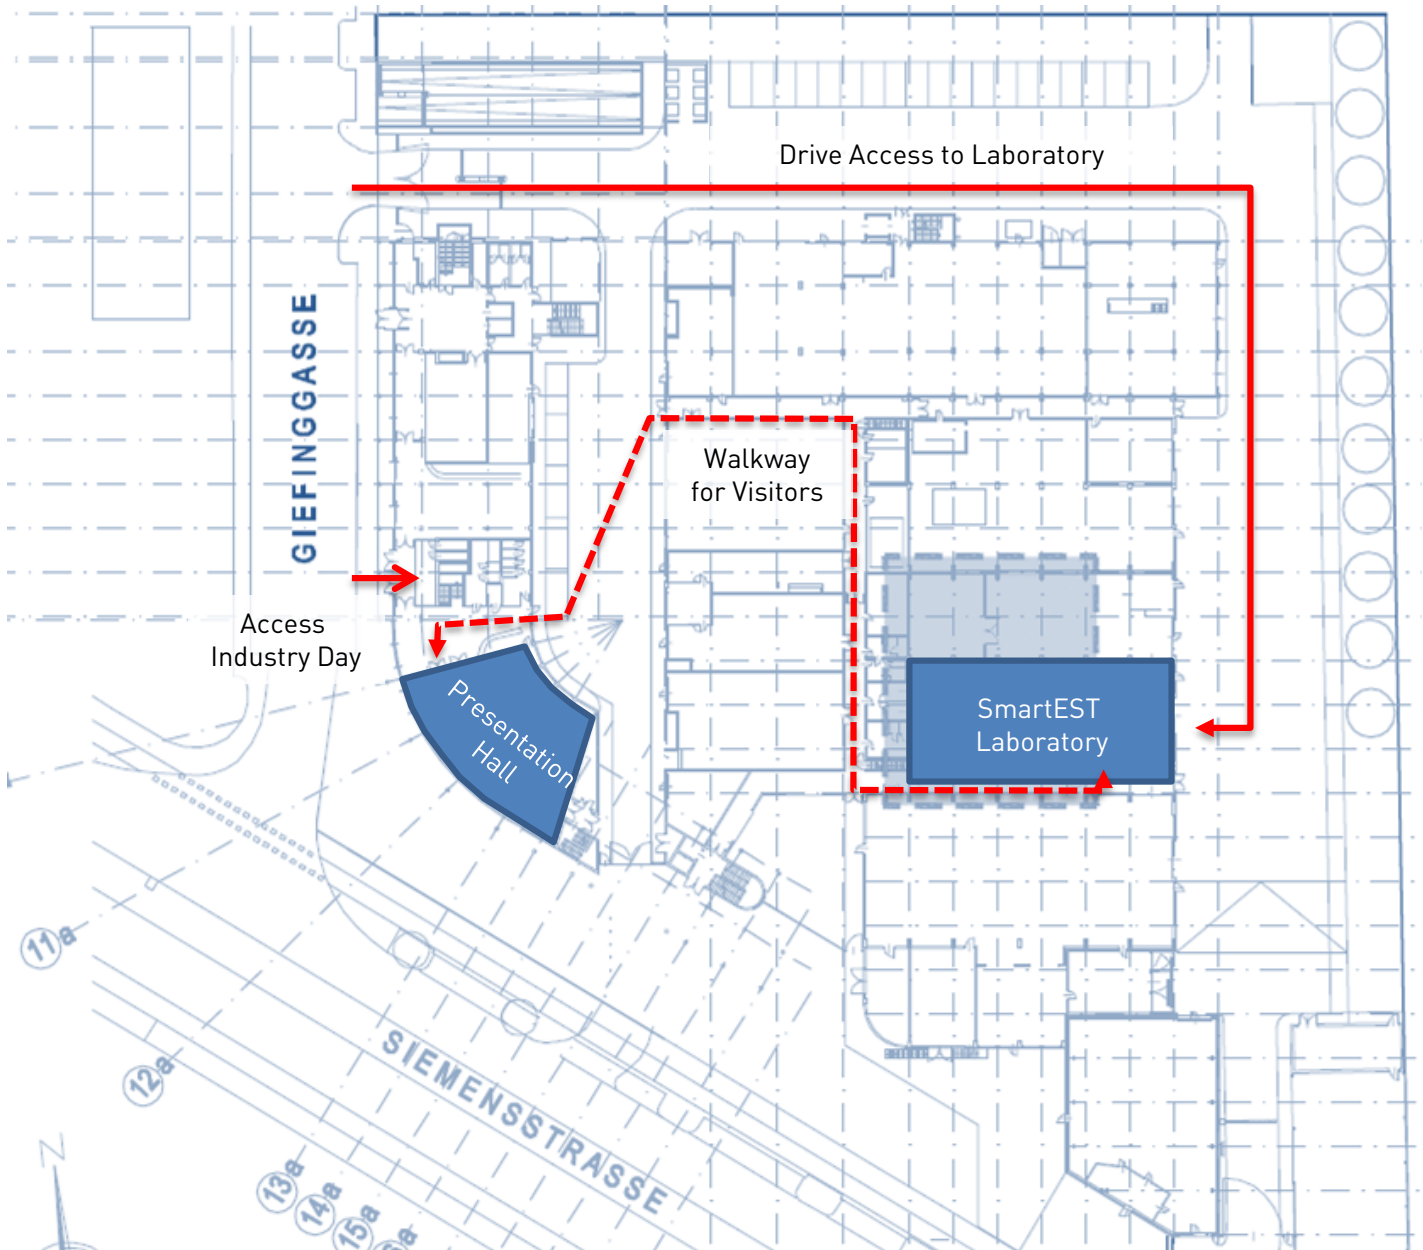 Drive Access to Laboratory
GIEFINGGASSE
Walkway
for Visitors
Access
Industry Day
Presentation
Hall
SmartEST
Laboratory
11a
12a
SIEMENSSTRASSE
13a
14a
15a
N